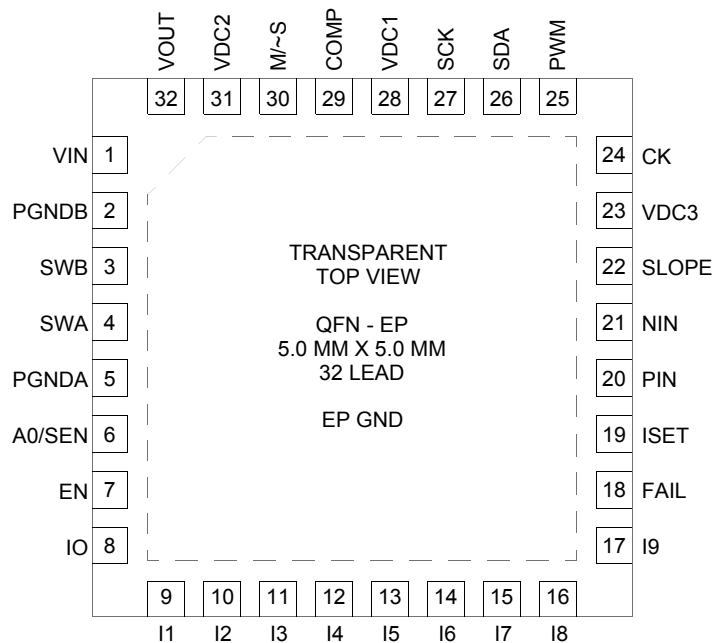 VOUT
VDC2
M/~S
COMP
VDC1
SCK
SDA
PWM
32 31 30 29 28 27 26 25
VIN 1
PGNDB 2
SWB 3
SWA 4
PGNDA 5
A0/SEN 6
EN 7
IO 8
24 CK
23 VDC3
22 SLOPE
21 NIN
20 PIN
19 ISET
18 FAIL
17 I9
TRANSPARENT
TOP VIEW
QFN - EP
5.0 MM X 5.0 MM
32 LEAD
EP GND
9 10 11 12 13 14 15 16
I1 I2 I3 I4 I5 I6 I7 I8